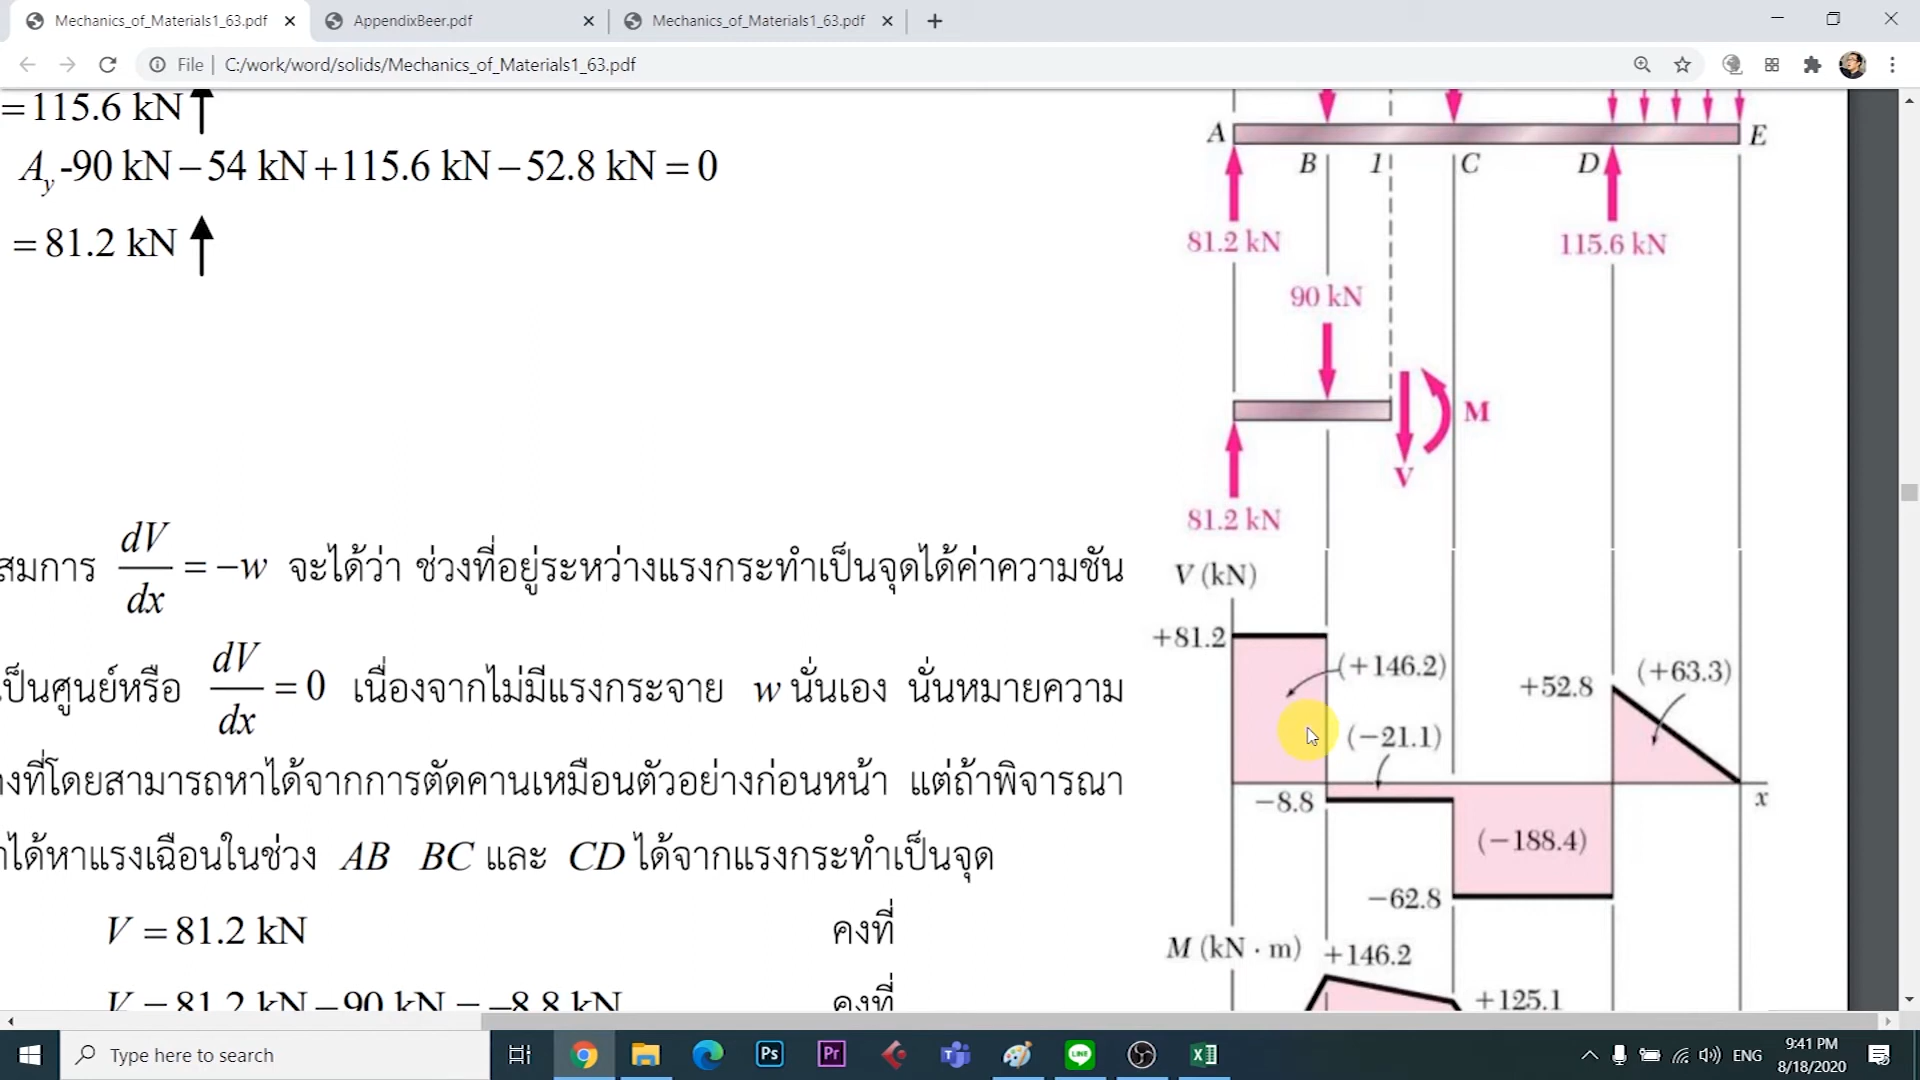 Mechanics_of_Materials1_63.pdf
AppendixBeer.pdf
Mechanics_of_Materials1_63.pdf
File
C:/work/word/solids/Mechanics_of_Materials1_63.pdf
=115.6 kN
A_y -90 kN − 54 kN + 115.6 kN − 52.8 kN = 0
= 81.2 kN
สมการ dV/dx = −w จะได้ว่า ช่วงที่อยู่ระหว่างแรงกระทำเป็นจุดได้ค่าความชัน
เป็นศูนย์หรือ dV/dx = 0 เนื่องจากไม่มีแรงกระจาย w นั่นเอง นั่นหมายความ
คงที่โดยสามารถหาได้จากการตัดคานเหมือนตัวอย่างก่อนหน้า แต่ถ้าพิจารณา
ได้หาแรงเฉือนในช่วง AB BC และ CD ได้จากแรงกระทำเป็นจุด
V = 81.2 kN คงที่
V = 81.2 kN − 90 kN = −8.8 kN คงที่
A
E
B
1
C
D
81.2 kN
115.6 kN
90 kN
M
V
81.2 kN
V (kN)
+81.2
(+146.2)
+52.8
(+63.3)
(−21.1)
−8.8
x
(−188.4)
−62.8
M (kN · m)
+146.2
+125.1
Type here to search
Ps
Pr
LINE
ENG
9:41 PM
8/18/2020